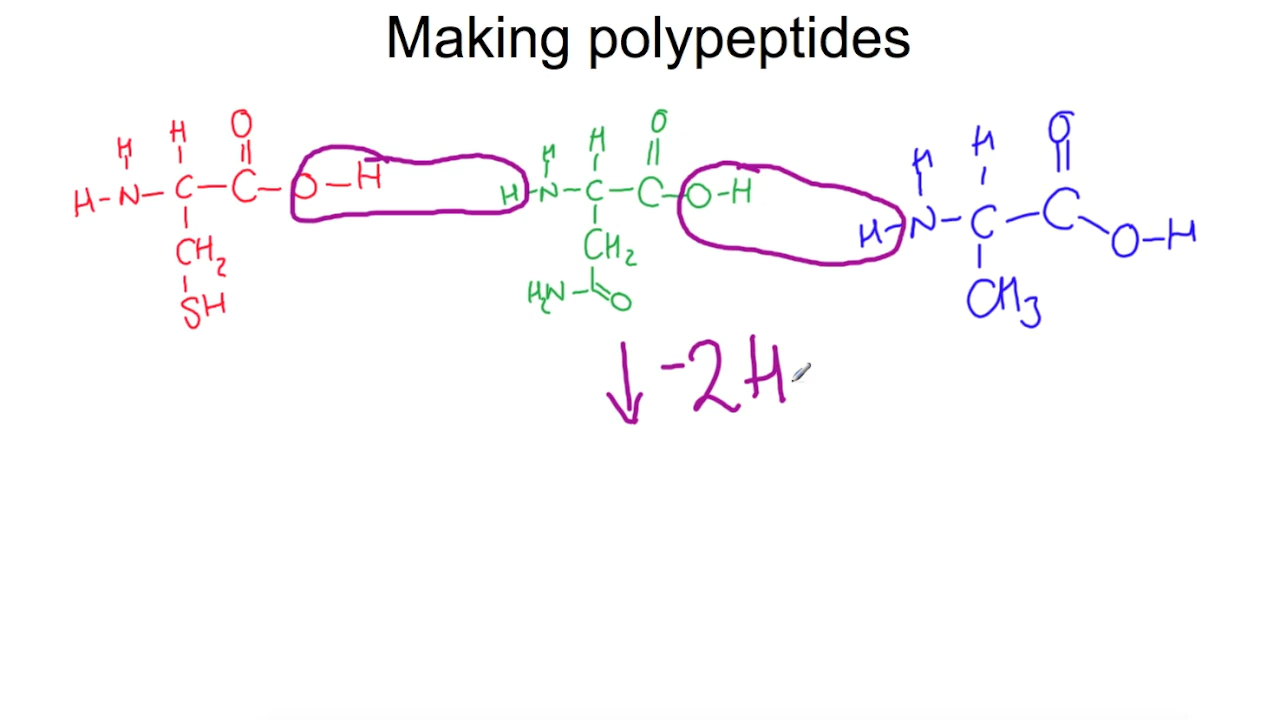 Making polypeptides
H H O H H O H H O
H-N-C-C-O-H H-N-C-C-O-H H-N-C-C-O-H
CH2 CH2 CH3
SH H2N O
-2H